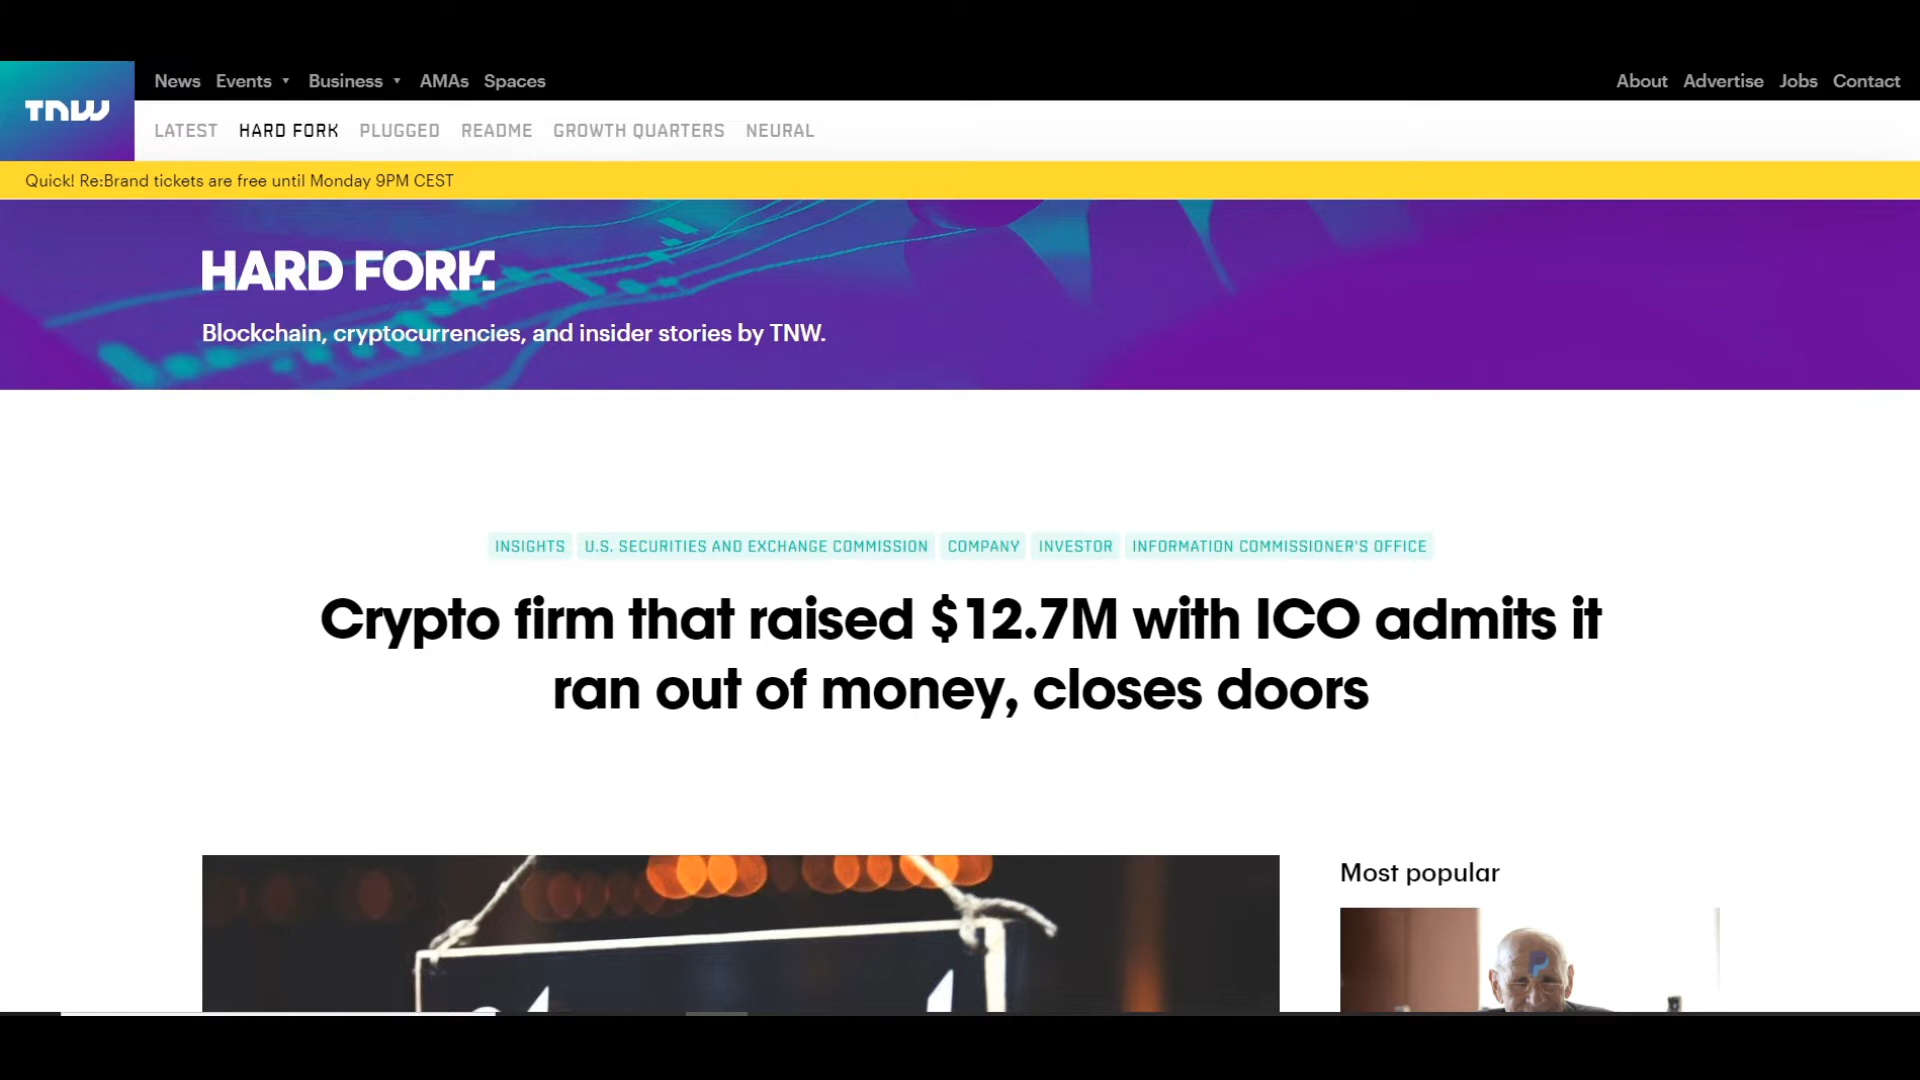 TNW
News Events Business AMAs Spaces
About Advertise Jobs Contact
LATEST HARD FORK PLUGGED README GROWTH QUARTERS NEURAL
Quick! Re:Brand tickets are free until Monday 9PM CEST
HARD FORK.
Blockchain, cryptocurrencies, and insider stories by TNW.
INSIGHTS U.S. SECURITIES AND EXCHANGE COMMISSION COMPANY INVESTOR INFORMATION COMMISSIONER'S OFFICE
Crypto firm that raised $12.7M with ICO admits it
ran out of money, closes doors
Most popular